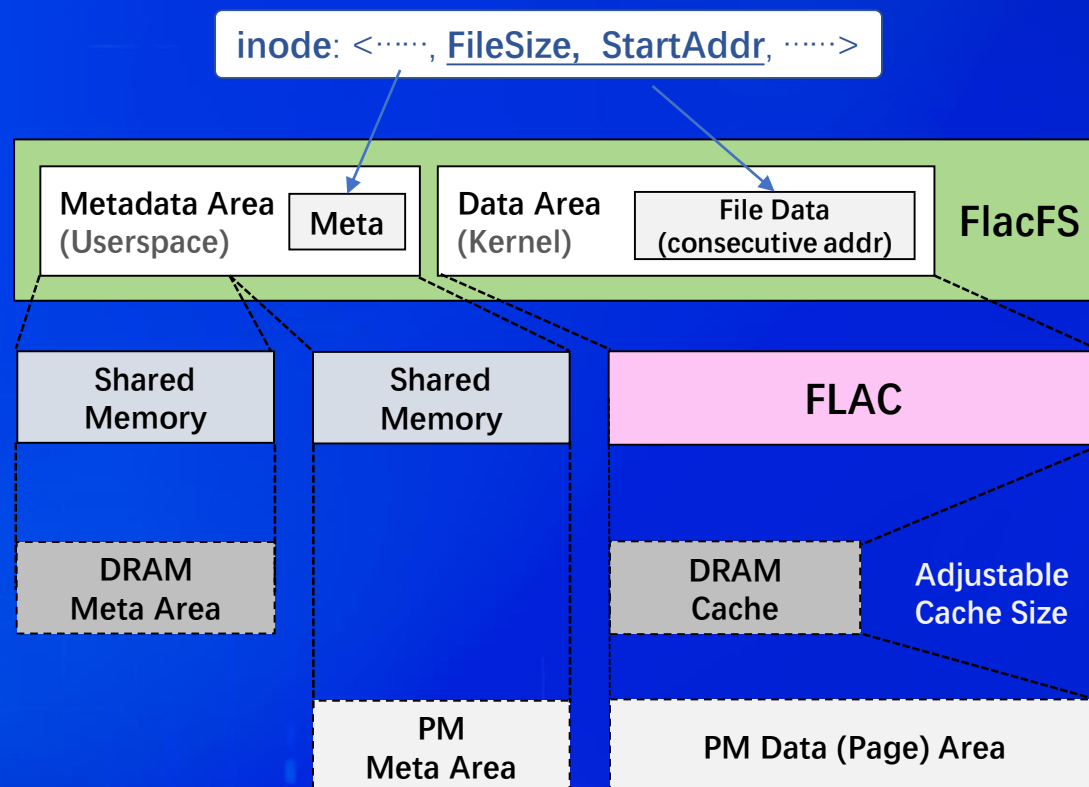 inode: <······, FileSize, StartAddr, ······>
Metadata Area
(Userspace)
Meta
Data Area
(Kernel)
File Data
(consecutive addr)
FlacFS
Shared
Memory
Shared
Memory
FLAC
DRAM
Meta Area
DRAM
Cache
Adjustable
Cache Size
PM
Meta Area
PM Data (Page) Area